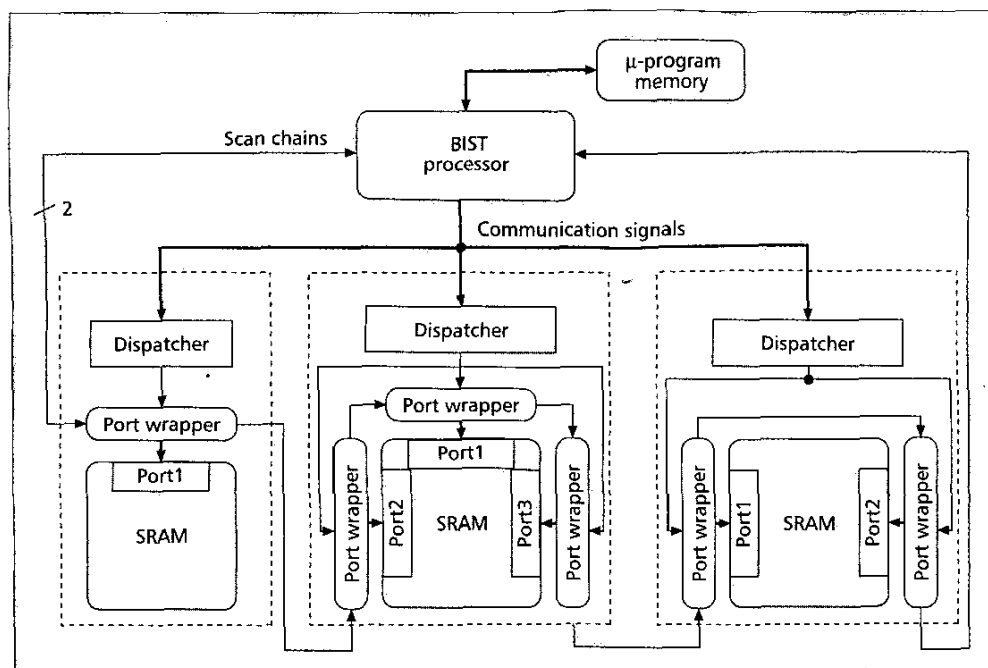 μ-program
memory
Scan chains
BIST
processor
2
Communication signals
Dispatcher
Dispatcher
Dispatcher
Port wrapper
Port wrapper
Port1
SRAM
Port wrapper
Port2
Port1
SRAM
Port3
Port wrapper
Port wrapper
Port1
SRAM
Port2
Port wrapper